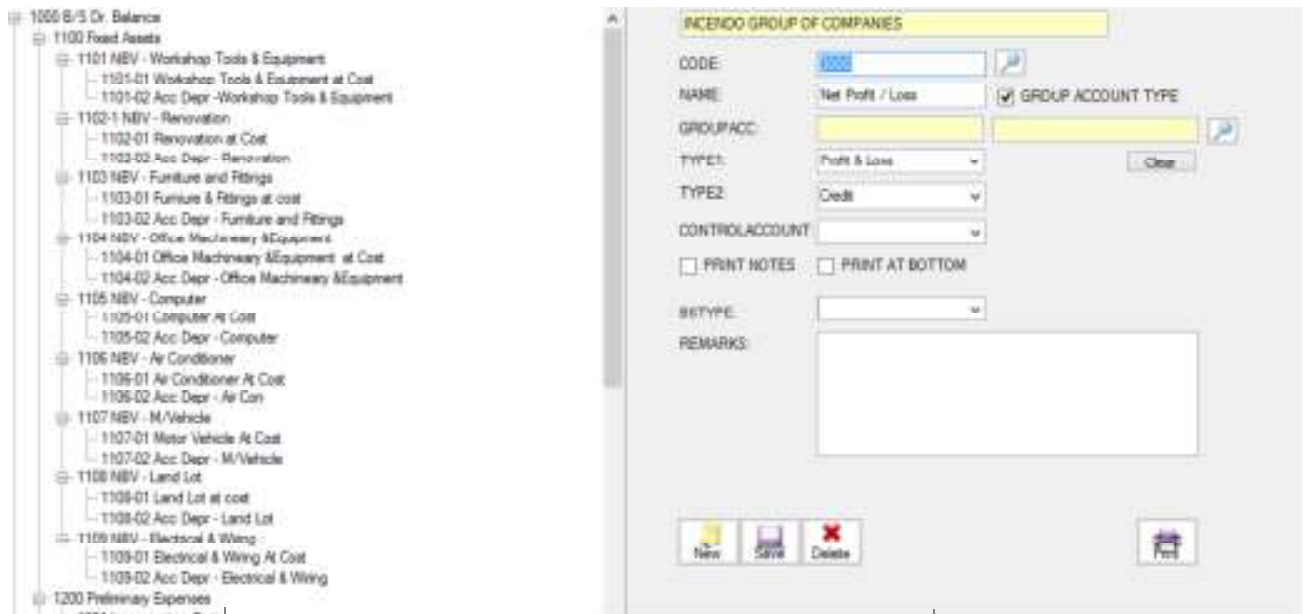 1000 B/S Dr. Balance
1100 Fixed Assets
1101 NBV - Workshop Tools & Equipment
1101-01 Workshop Tools & Equipment at Cost
1101-02 Acc Depr -Workshop Tools & Equipment
1102-1 NBV - Renovation
1102-01 Renovation at Cost
1102-02 Acc Depr - Renovation
1103 NBV - Furniture and Fittings
1103-01 Furniure & Fittings at cost
1103-02 Acc Depr - Furniture and Fittings
1104 NBV - Office Machineary &Equipment
1104-01 Office Machineary &Equipment at Cost
1104-02 Acc. Depr - Office Machineary &Equipment
1105 NBV - Computer
1105-01 Computer At Cost
1105-02 Acc Depr - Computer
1106 NBV - Air Conditioner
1106-01 Air Conditioner At Cost
1106-02 Acc Depr - Air Con
1107 NBV - M/Vehicle
1107-01 Motor Vehicle At Cost
1107-02 Acc Depr - M/Vehicle
1108 NBV - Land Lot
1108-01 Land Lot at cost
1108-02 Acc Depr - Land Lot
1109 NBV - Electrical & Wiring
1109-01 Electrical & Wiring At Cost
1109-02 Acc Depr - Electrical & Wiring
1200 Preliminary Expenses
INCENDO GROUP OF COMPANIES
CODE:
NAME: Net Profit / Loss GROUP ACCOUNT TYPE
GROUPACC:
TYPE1: Profit & Loss Clear
TYPE2: Credit
CONTROLACCOUNT
PRINT NOTES PRINT AT BOTTOM
BSTYPE:
REMARKS:
New Save Delete Print